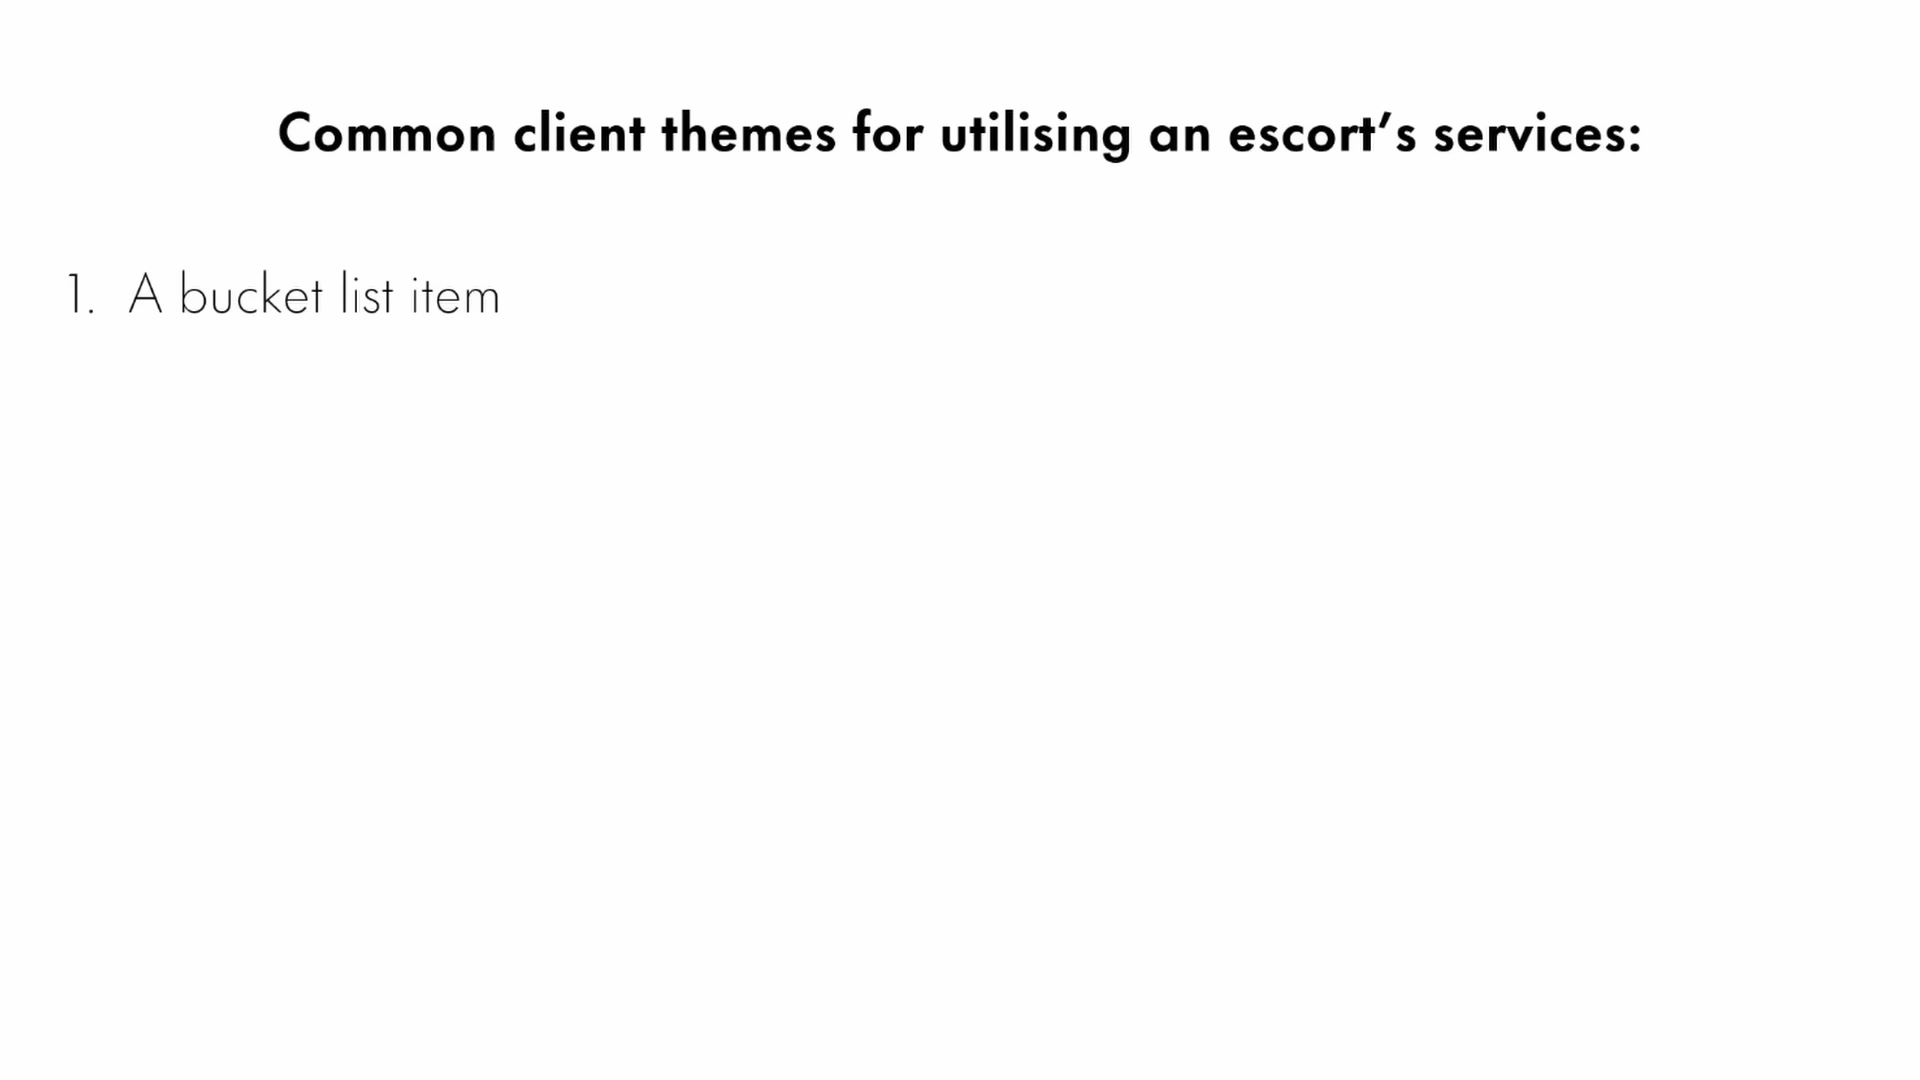 Common client themes for utilising an escort’s services:
1. A bucket list item